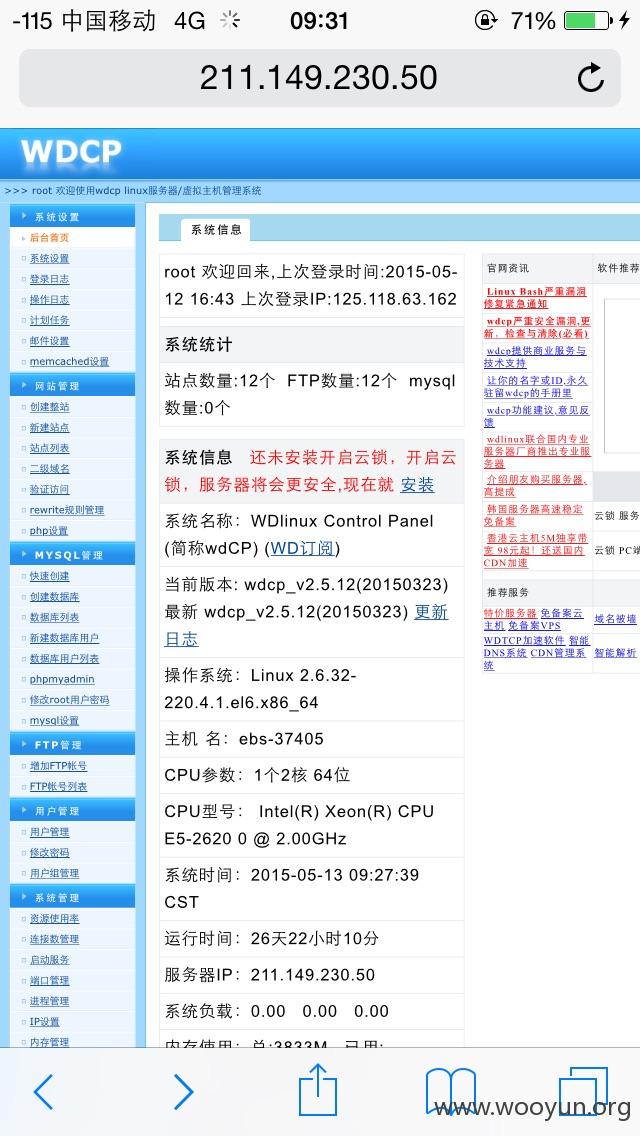 -115 中国移动 4G 09:31 71%
211.149.230.50
WDCP
>>> root 欢迎使用wdcp linux服务器/虚拟主机管理系统
系统设置
后台首页
系统设置
登录日志
操作日志
计划任务
邮件设置
memcached设置
网站管理
创建整站
新建站点
站点列表
二级域名
验证访问
rewrite规则管理
php设置
MYSQL管理
快速创建
创建数据库
数据库列表
新建数据库用户
数据库用户列表
phpmyadmin
修改root用户密码
mysql设置
FTP管理
增加FTP帐号
FTP帐号列表
用户管理
用户管理
修改密码
用户组管理
系统管理
资源使用率
连接数管理
启动服务
端口管理
进程管理
IP设置
内存管理
系统信息
root 欢迎回来,上次登录时间:2015-05-
12 16:43 上次登录IP:125.118.63.162
系统统计
站点数量:12个 FTP数量:12个 mysql
数量:0个
系统信息 还未安装开启云锁，开启云
锁，服务器将会更安全,现在就 安装
系统名称：WDlinux Control Panel
(简称wdCP) (WD订阅)
当前版本: wdcp_v2.5.12(20150323)
最新 wdcp_v2.5.12(20150323) 更新
日志
操作系统：Linux 2.6.32-
220.4.1.el6.x86_64
主机 名：ebs-37405
CPU参数：1个2核 64位
CPU型号： Intel(R) Xeon(R) CPU
E5-2620 0 @ 2.00GHz
系统时间：2015-05-13 09:27:39
CST
运行时间：26天22小时10分
服务器IP：211.149.230.50
系统负载：0.00 0.00 0.00
内存使用：总:3833M 已用:
官网资讯
Linux Bash严重漏洞
修复紧急通知
wdcp严重安全漏洞,更
新，检查与清除(必看)
wdcp提供商业服务与
技术支持
让你的名字或ID,永久
驻留wdcp的手册里
wdcp功能建议,意见反
馈
wdlinux联合国内专业
服务器厂商推出专业服
务器
介绍朋友购买服务器,
高提成
韩国服务器高速稳定
免备案
香港云主机5M独享带
宽 98元起！还送国内
CDN加速
推荐服务
特价服务器 免备案云
主机 免备案VPS
WDTCP加速软件 智能
DNS系统 CDN管理系
统
软件推荐
云锁 服务
云锁 PC端
域名被墙
智能解析
www.wooyun.org